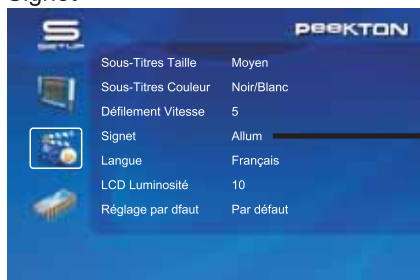 Signet
S
SETUP
PEEKTON
Sous-Titres Taille Moyen
Sous-Titres Couleur Noir/Blanc
Défilement Vitesse 5
Signet Allum
Langue Français
LCD Luminosité 10
Réglage par dfaut Par défaut